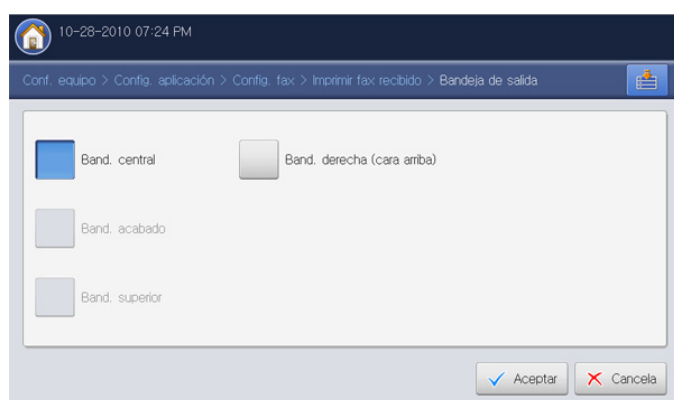 10-28-2010 07:24 PM
Conf. equipo > Config. aplicación > Config. fax > Imprimir fax recibido > Bandeja de salida
Band. central
Band. derecha (cara arriba)
Band. acabado
Band. superior
Aceptar
Cancela